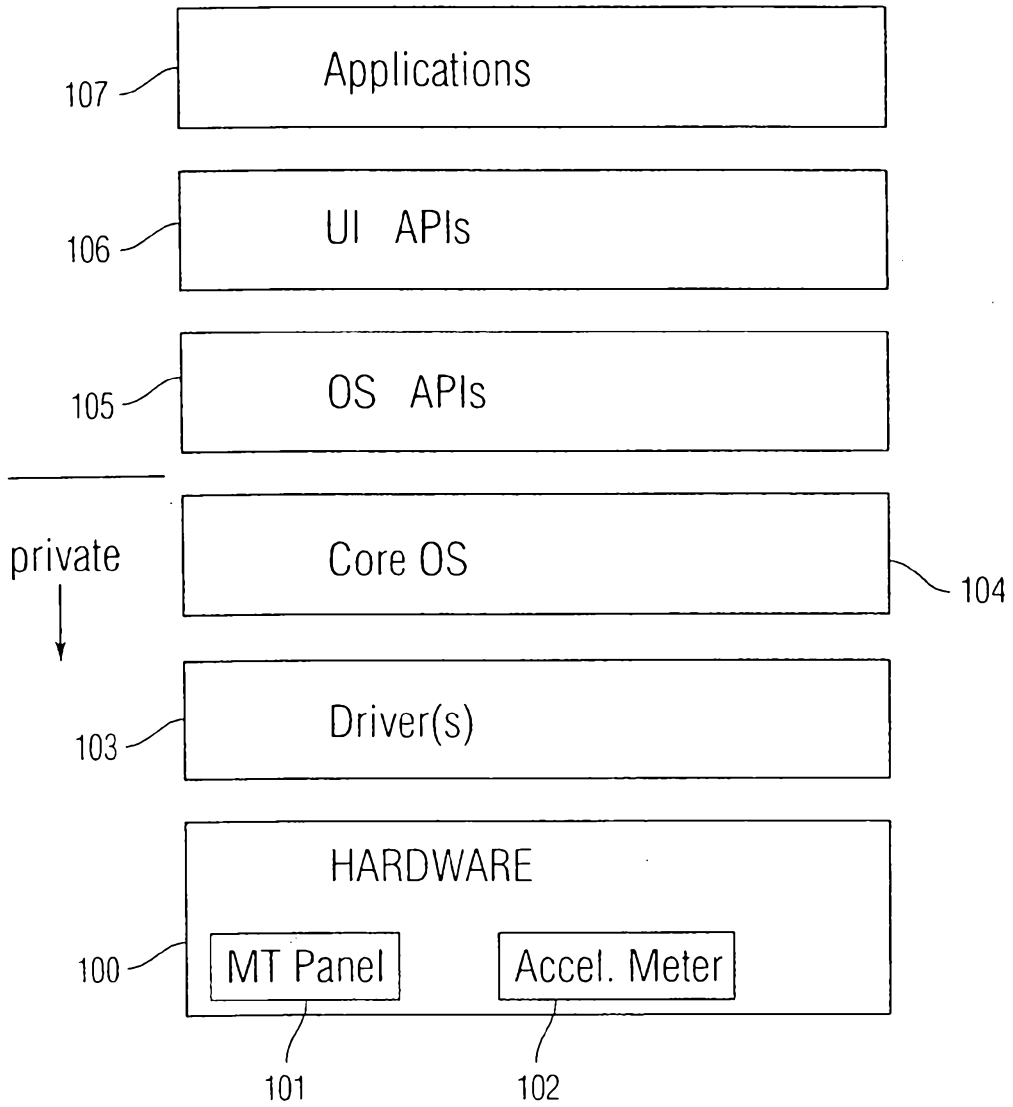 Applications
107
UI APIs
106
OS APIs
105
private
Core OS
104
Driver(s)
103
HARDWARE
100
MT Panel
Accel. Meter
101
102